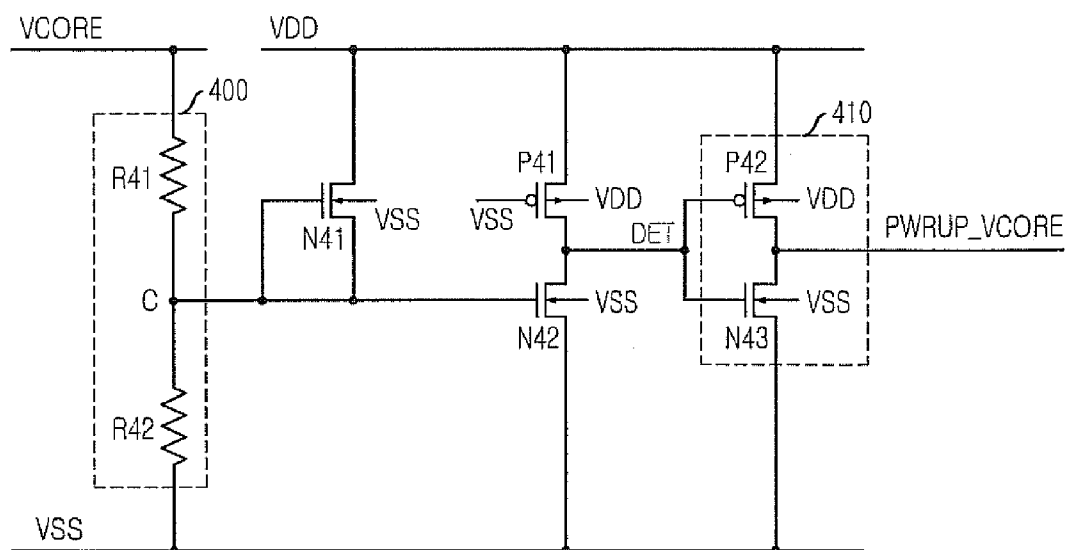 VCORE
VDD
400
410
R41
P41
P42
VDD
VDD
VSS
VSS
N41
DET
PWRUP_VCORE
C
VSS
VSS
N42
N43
R42
VSS